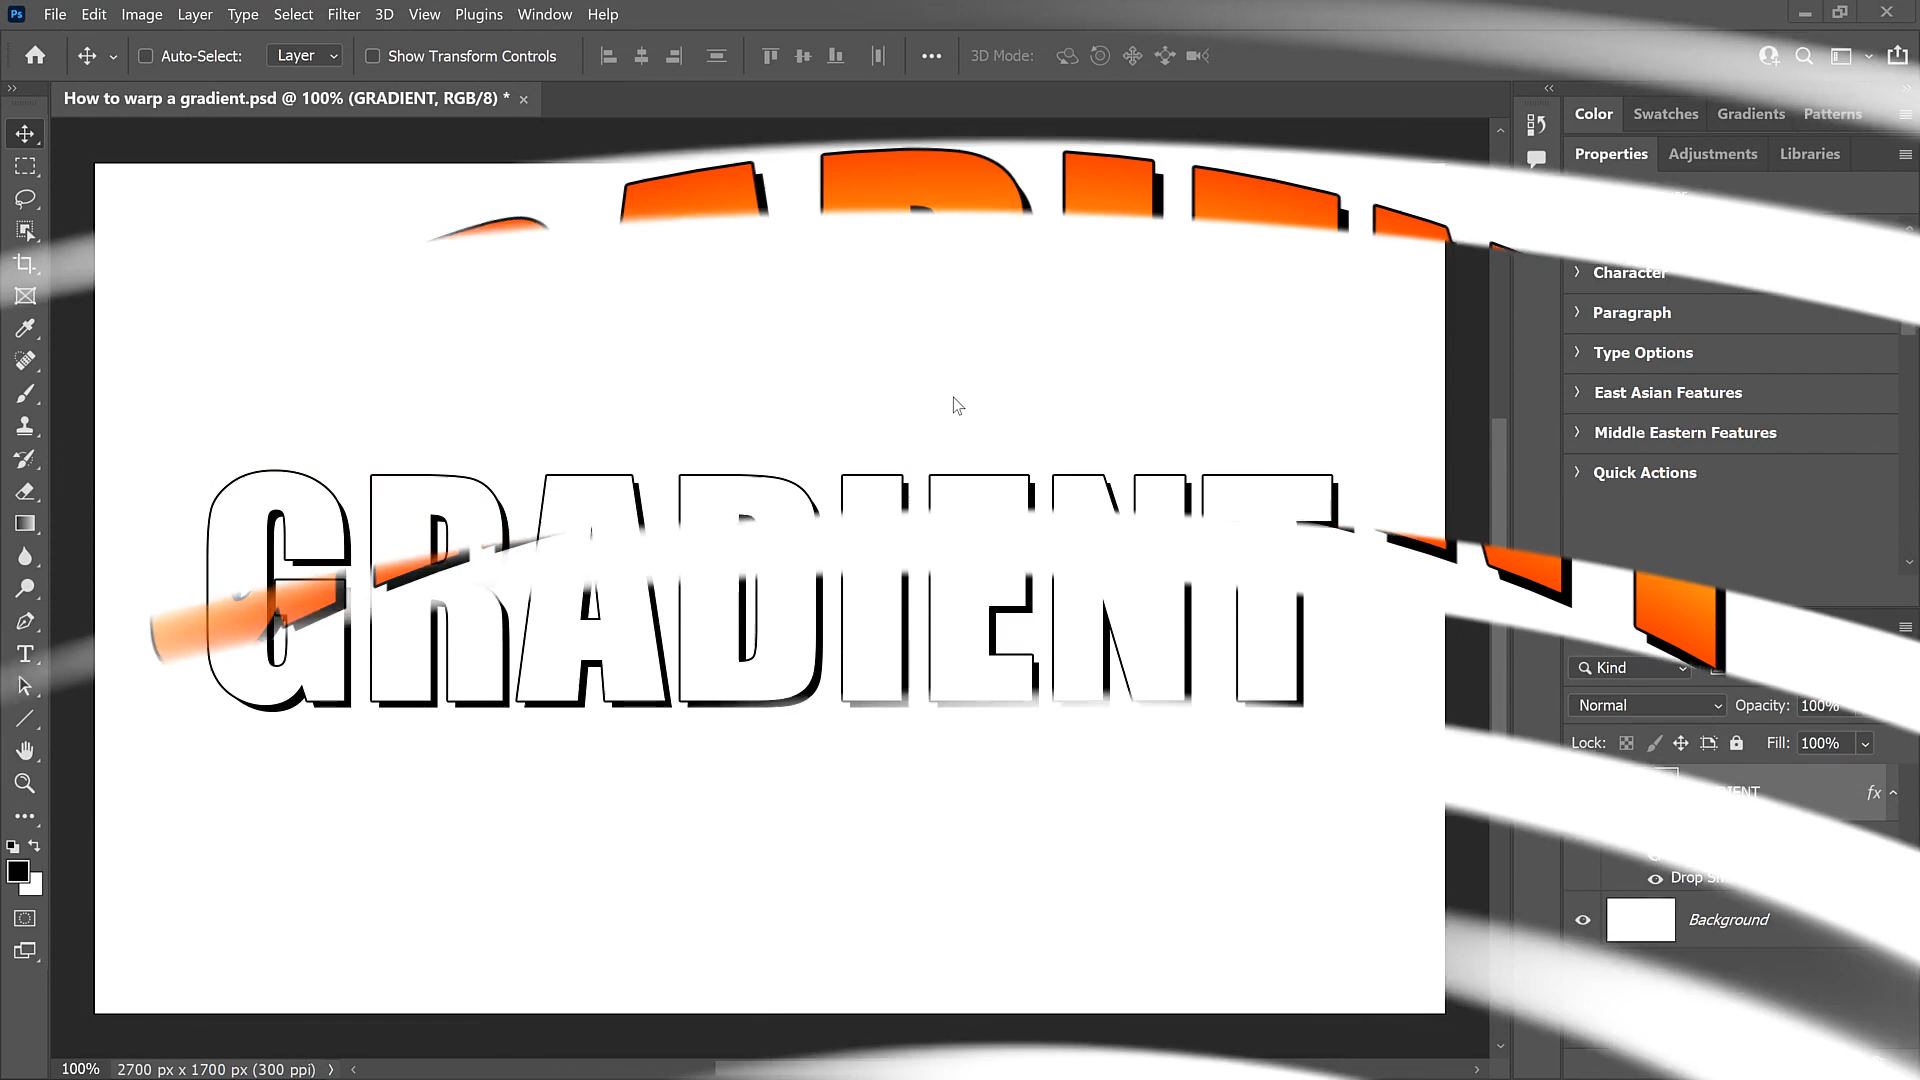 Ps File Edit Image Layer Type Select Filter 3D View Plugins Window Help
Auto-Select: Layer Show Transform Controls 3D Mode:
How to warp a gradient.psd @ 100% (GRADIENT, RGB/8) *
Color Swatches Gradients Patterns
Properties Adjustments Libraries
Character
Paragraph
Type Options
East Asian Features
Middle Eastern Features
Quick Actions
GRADIENT
Kind
Normal Opacity: 100%
Lock: Fill: 100%
fx
Drop
Background
100% 2700 px x 1700 px (300 ppi)